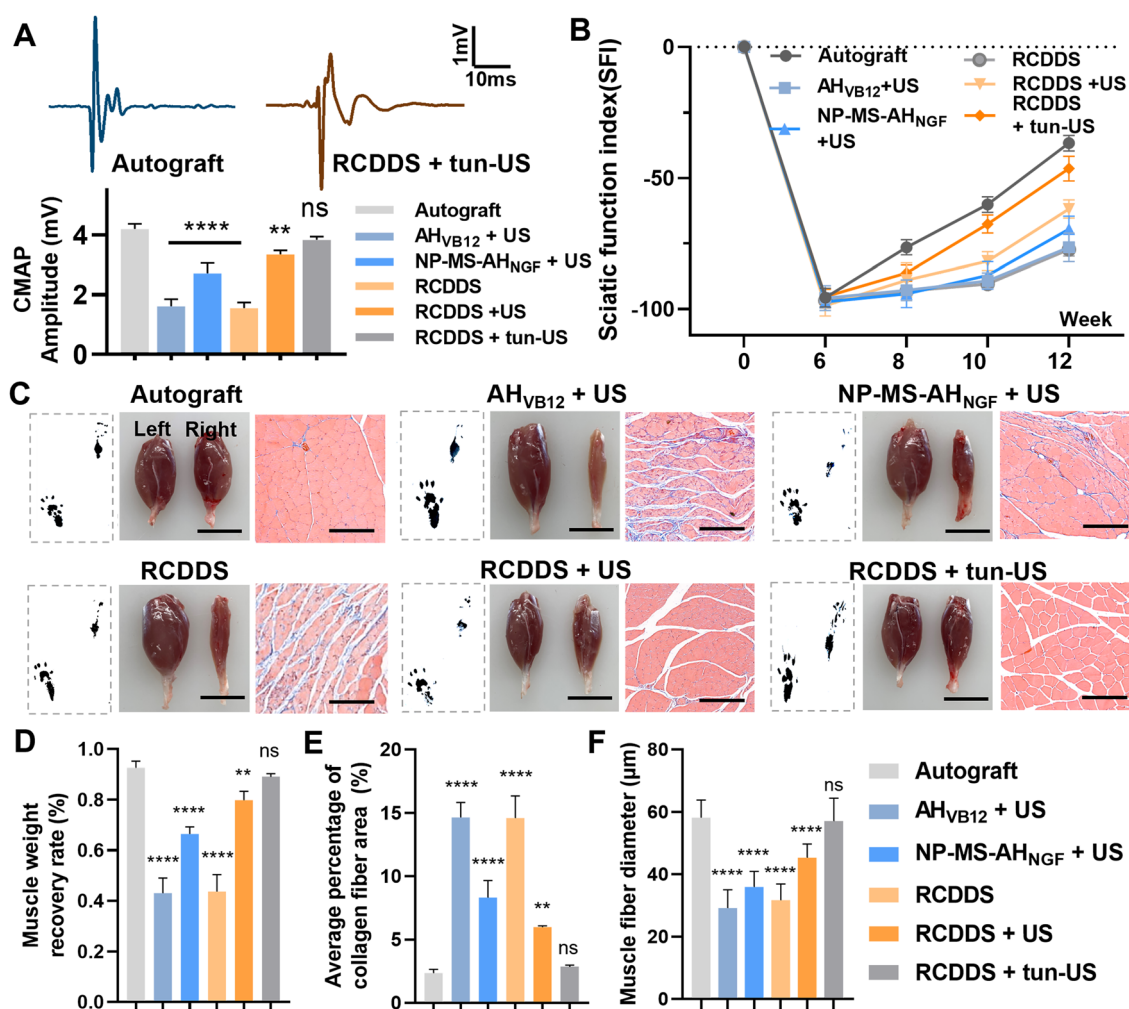 A
1mV
10ms
Autograft
RCDDS + tun-US
CMAP
Amplitude (mV)
4
2
0
****
**
ns
Autograft
AHVB12 + US
NP-MS-AHNGF + US
RCDDS
RCDDS +US
RCDDS + tun-US
B
Sciatic function index(SFI)
0
-50
-100
Autograft
AHVB12+US
NP-MS-AHNGF
+US
RCDDS
RCDDS +US
RCDDS
+ tun-US
Week
0
6
8
10
12
C
Autograft
Left
Right
AHVB12 + US
NP-MS-AHNGF + US
RCDDS
RCDDS + US
RCDDS + tun-US
D
Muscle weight
recovery rate (%)
1.0
0.8
0.6
0.4
0.2
0.0
****
****
****
**
ns
E
Average percentage of
collagen fiber area (%)
20
15
10
5
0
****
****
****
**
ns
F
Muscle fiber diameter (μm)
80
60
40
20
0
****
****
****
****
ns
Autograft
AHVB12 + US
NP-MS-AHNGF + US
RCDDS
RCDDS + US
RCDDS + tun-US